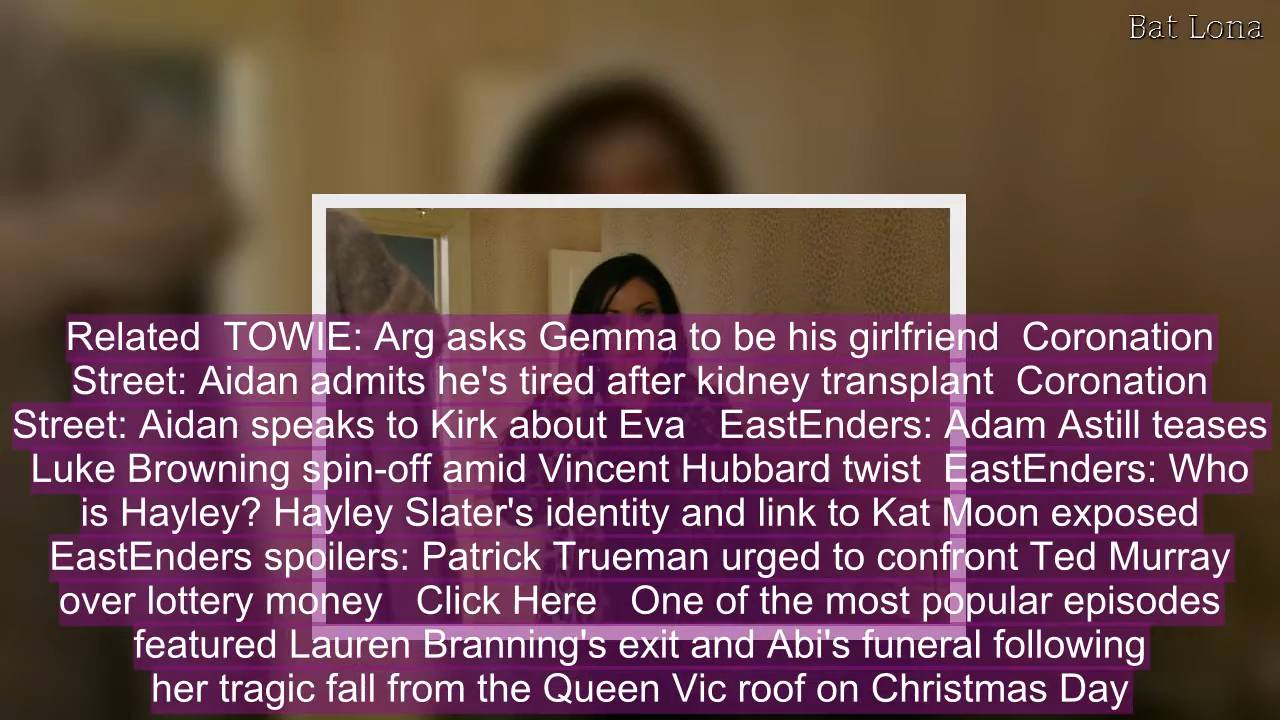 Bat Lona
Related  TOWIE: Arg asks Gemma to be his girlfriend  Coronation
Street: Aidan admits he's tired after kidney transplant  Coronation
Street: Aidan speaks to Kirk about Eva   EastEnders: Adam Astill teases
Luke Browning spin-off amid Vincent Hubbard twist  EastEnders: Who
is Hayley? Hayley Slater's identity and link to Kat Moon exposed
EastEnders spoilers: Patrick Trueman urged to confront Ted Murray
over lottery money   Click Here   One of the most popular episodes
featured Lauren Branning's exit and Abi's funeral following
her tragic fall from the Queen Vic roof on Christmas Day